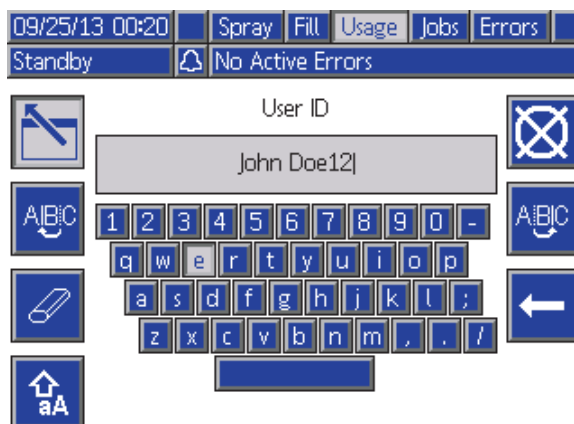 09/25/13 00:20 Spray Fill Usage Jobs Errors
Standby No Active Errors
User ID
John Doe12
ABC
ABC
1 2 3 4 5 6 7 8 9 0 -
q w e r t y u i o p
a s d f g h j k l ;
z x c v b n m , . /
aA